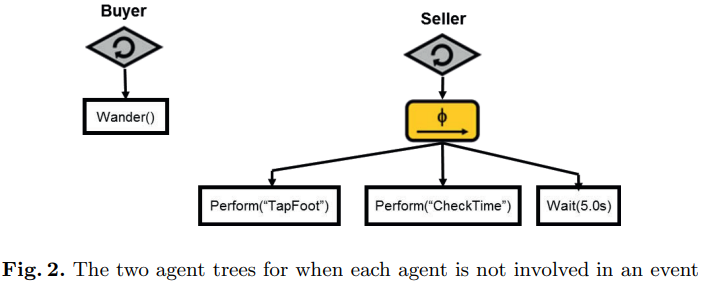 Buyer
Seller
Wander()
ϕ
Perform("TapFoot")
Perform("CheckTime")
Wait(5.0s)
Fig. 2. The two agent trees for when each agent is not involved in an event